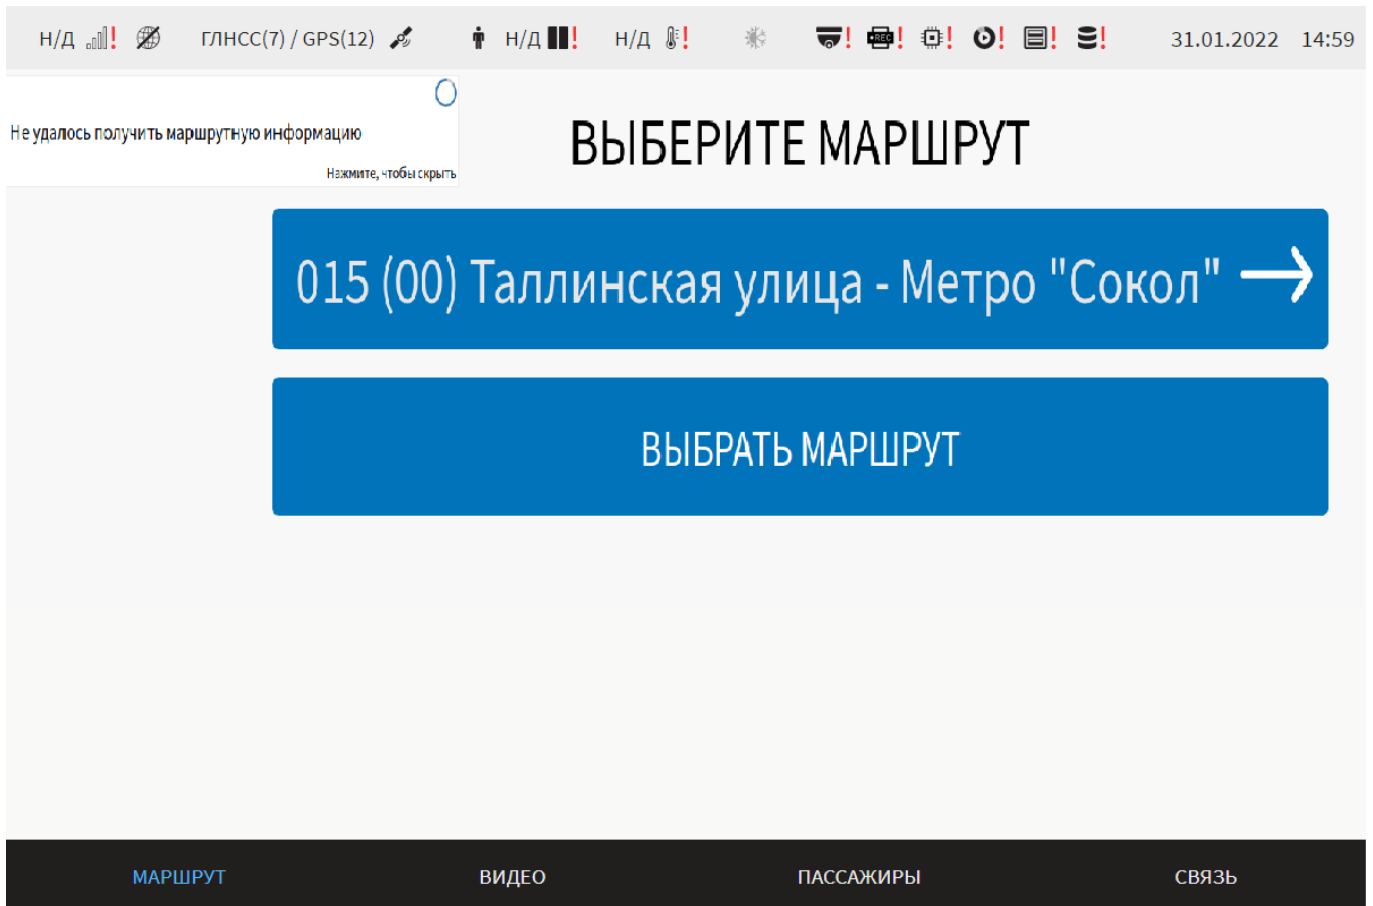 Н/Д ! ГЛНСС(7) / GPS(12) Н/Д ! Н/Д ! ! REC ! ! ! ! ! 31.01.2022 14:59
Не удалось получить маршрутную информацию
Нажмите, чтобы скрыть
ВЫБЕРИТЕ МАРШРУТ
015 (00) Таллинская улица - Метро "Сокол" →
ВЫБРАТЬ МАРШРУТ
МАРШРУТ ВИДЕО ПАССАЖИРЫ СВЯЗЬ